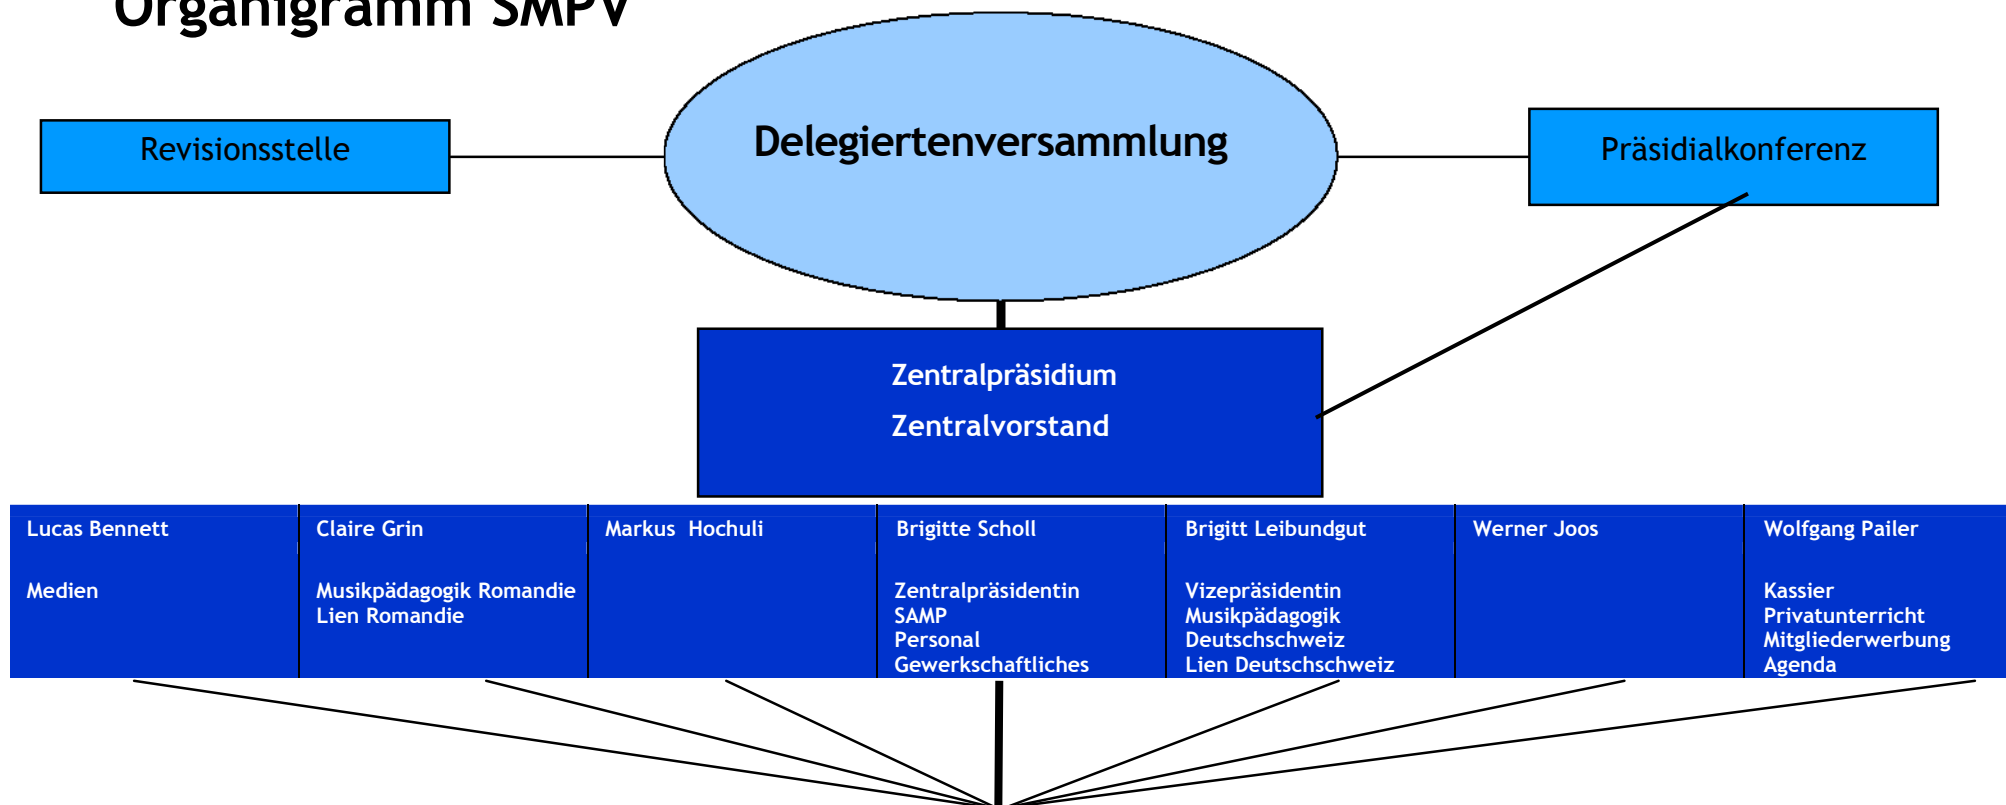 Organigramm SMPV
Delegiertenversammlung
Revisionsstelle
Präsidialkonferenz
Zentralpräsidium
Zentralvorstand
Lucas Bennett
Medien
Claire Grin
Musikpädagogik Romandie
Lien Romandie
Markus  Hochuli
Brigitte Scholl
Zentralpräsidentin
SAMP
Personal
Gewerkschaftliches
Brigitt Leibundgut
Vizepräsidentin
Musikpädagogik
Deutschschweiz
Lien Deutschschweiz
Werner Joos
Wolfgang Pailer
Kassier
Privatunterricht
Mitgliederwerbung
Agenda